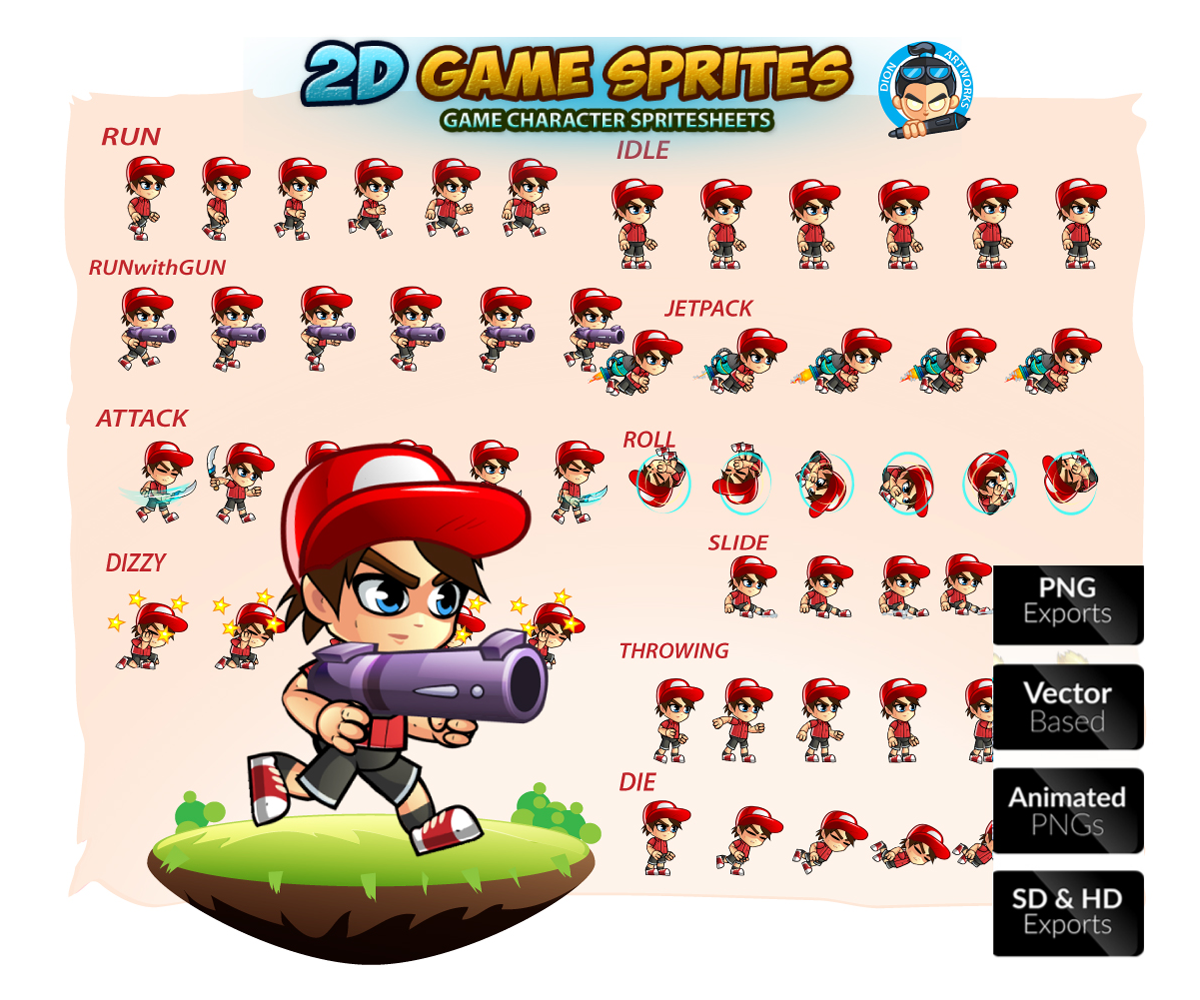 2D GAME SPRITES
GAME CHARACTER SPRITESHEETS
DION ARTWORKS
RUN
IDLE
RUNwithGUN
JETPACK
ATTACK
ROLL
DIZZY
SLIDE
PNG
Exports
THROWING
Vector
Based
DIE
Animated
PNGs
SD & HD
Exports